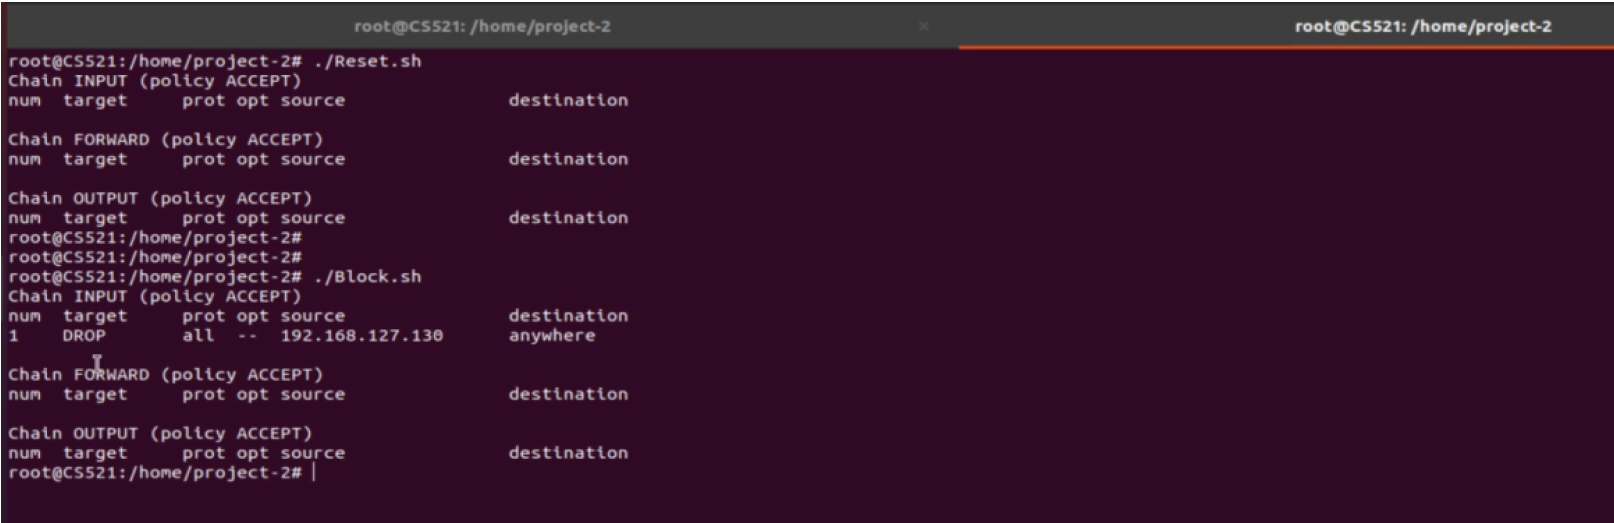 root@CS521: /home/project-2 × root@CS521: /home/project-2
root@CS521:/home/project-2# ./Reset.sh
Chain INPUT (policy ACCEPT)
num  target     prot opt source               destination
Chain FORWARD (policy ACCEPT)
num  target     prot opt source               destination
Chain OUTPUT (policy ACCEPT)
num  target     prot opt source               destination
root@CS521:/home/project-2#
root@CS521:/home/project-2#
root@CS521:/home/project-2# ./Block.sh
Chain INPUT (policy ACCEPT)
num  target     prot opt source               destination
1    DROP       all  --  192.168.127.130      anywhere
Chain FORWARD (policy ACCEPT)
num  target     prot opt source               destination
Chain OUTPUT (policy ACCEPT)
num  target     prot opt source               destination
root@CS521:/home/project-2#